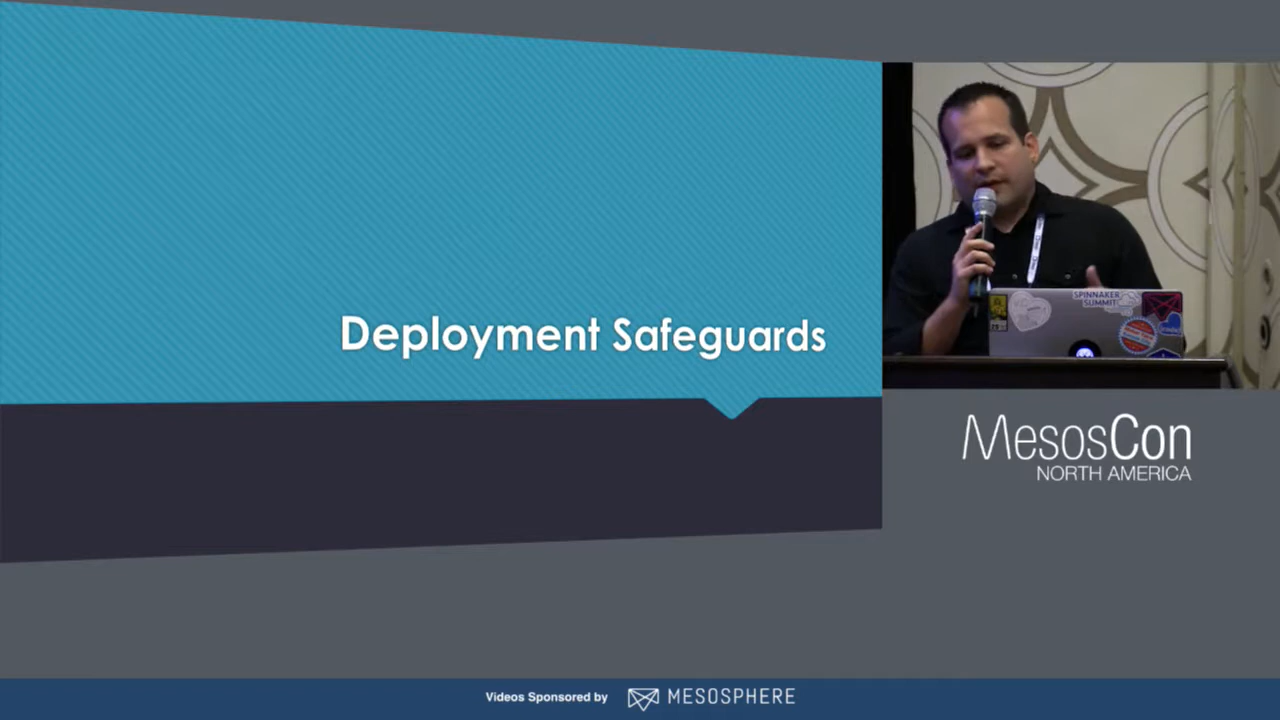 Deployment Safeguards
SPINNAKER
SUMMIT
MesosCon
NORTH AMERICA
Videos Sponsored by MESOSPHERE